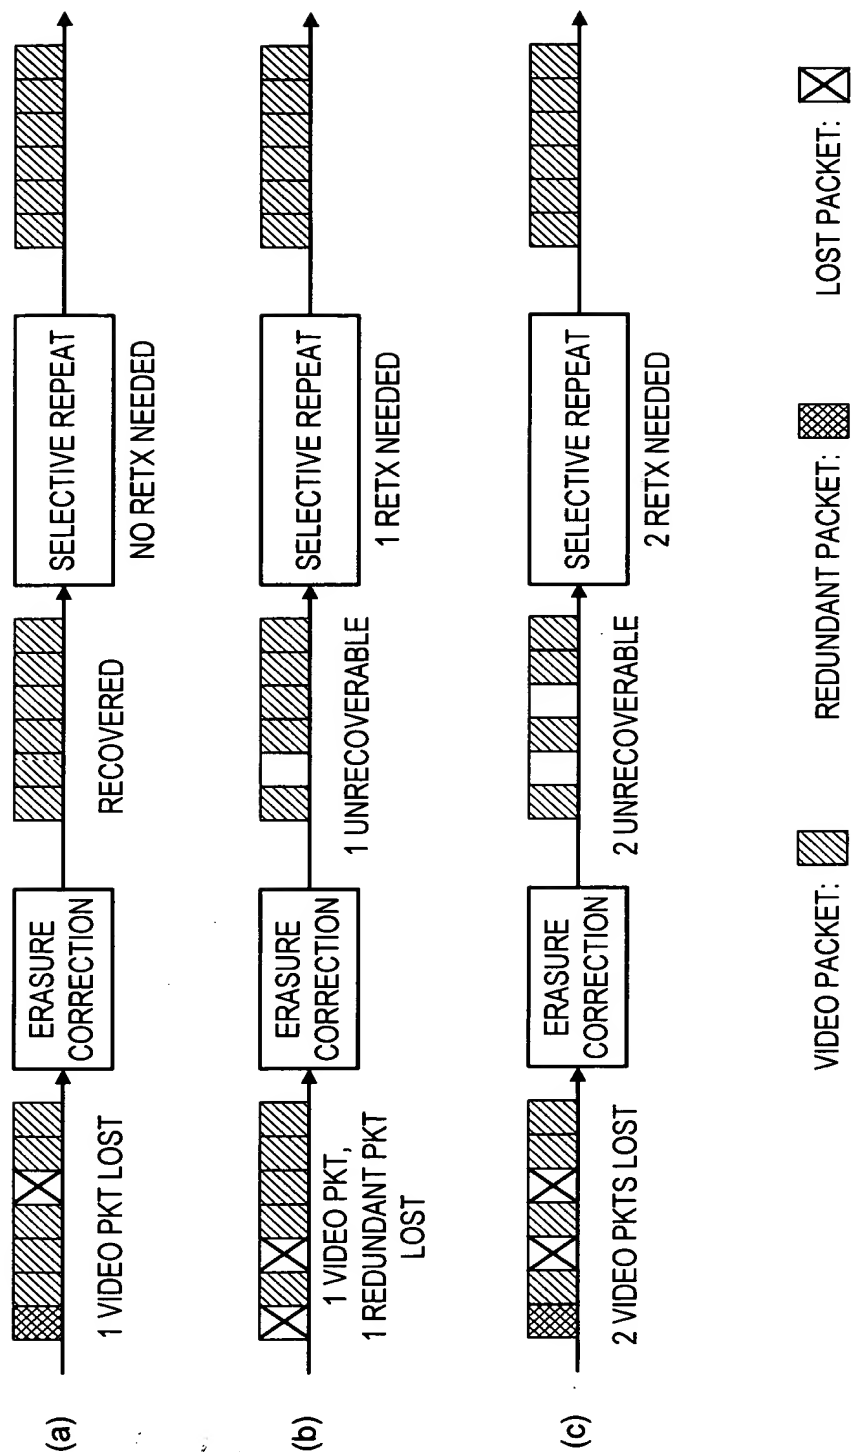 (a)
1 VIDEO PKT LOST
ERASURE
CORRECTION
RECOVERED
SELECTIVE REPEAT
NO RETX NEEDED
(b)
1 VIDEO PKT,
1 REDUNDANT PKT
LOST
ERASURE
CORRECTION
1 UNRECOVERABLE
SELECTIVE REPEAT
1 RETX NEEDED
(c)
2 VIDEO PKTS LOST
ERASURE
CORRECTION
2 UNRECOVERABLE
SELECTIVE REPEAT
2 RETX NEEDED
VIDEO PACKET:
REDUNDANT PACKET:
LOST PACKET: